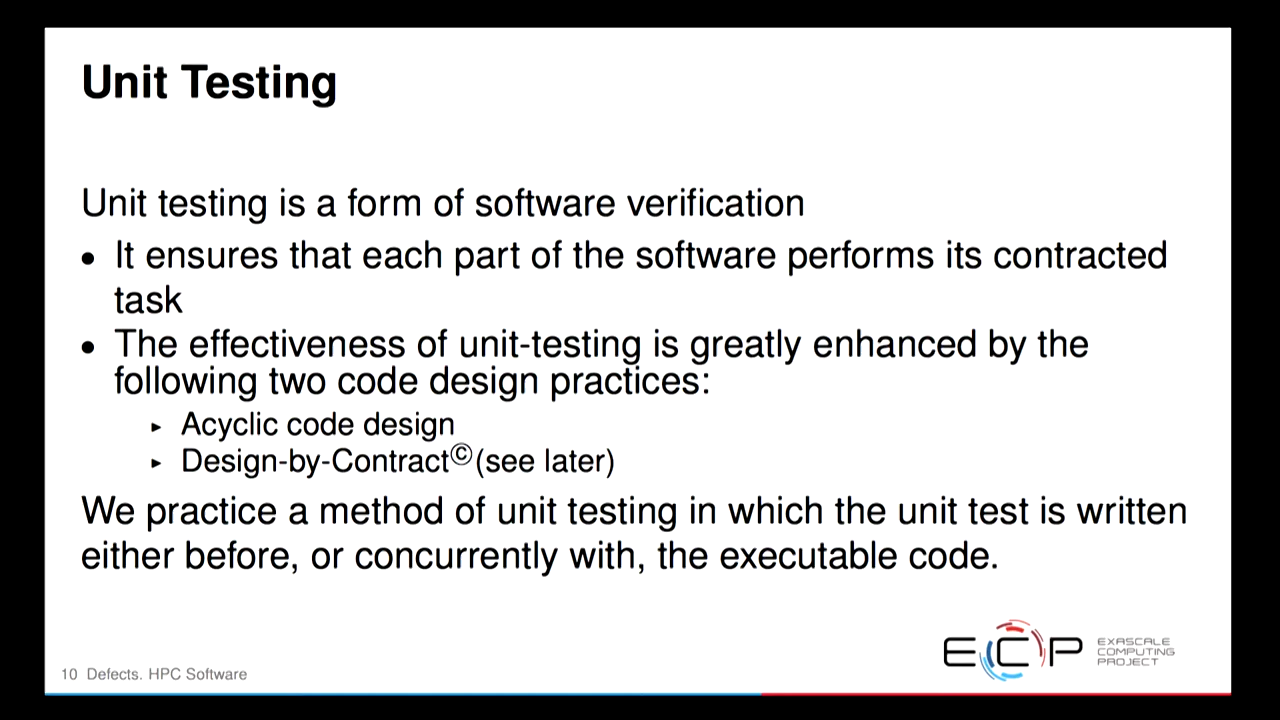 Unit Testing
Unit testing is a form of software verification
• It ensures that each part of the software performs its contracted
task
• The effectiveness of unit-testing is greatly enhanced by the
following two code design practices:
▸ Acyclic code design
▸ Design-by-Contract©(see later)
We practice a method of unit testing in which the unit test is written
either before, or concurrently with, the executable code.
ECP
EXASCALE
COMPUTING
PROJECT
10 Defects. HPC Software